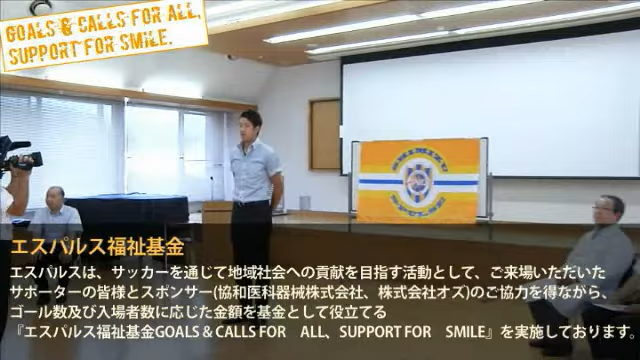 GOALS & CALLS FOR ALL,
SUPPORT FOR SMILE.
SHIMIZU
S-PULSE
エスパルス福祉基金
エスパルスは、サッカーを通じて地域社会への貢献を目指す活動として、ご来場いただいた
サポーターの皆様とスポンサー(協和医科器械株式会社、株式会社オズ)のご協力を得ながら、
ゴール数及び入場者数に応じた金額を基金として役立てる
『エスパルス福祉基金GOALS & CALLS FOR　ALL、SUPPORT FOR　SMILE』を実施しております。